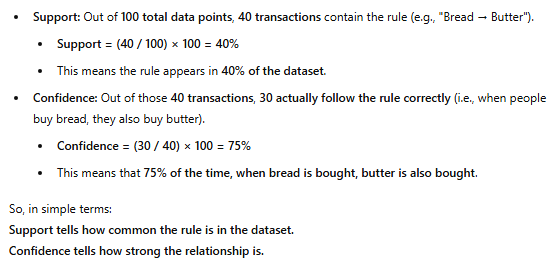 • Support: Out of 100 total data points, 40 transactions contain the rule (e.g., "Bread → Butter").
• Support = (40 / 100) × 100 = 40%
• This means the rule appears in 40% of the dataset.
• Confidence: Out of those 40 transactions, 30 actually follow the rule correctly (i.e., when people
buy bread, they also buy butter).
• Confidence = (30 / 40) × 100 = 75%
• This means that 75% of the time, when bread is bought, butter is also bought.
So, in simple terms:
Support tells how common the rule is in the dataset.
Confidence tells how strong the relationship is.